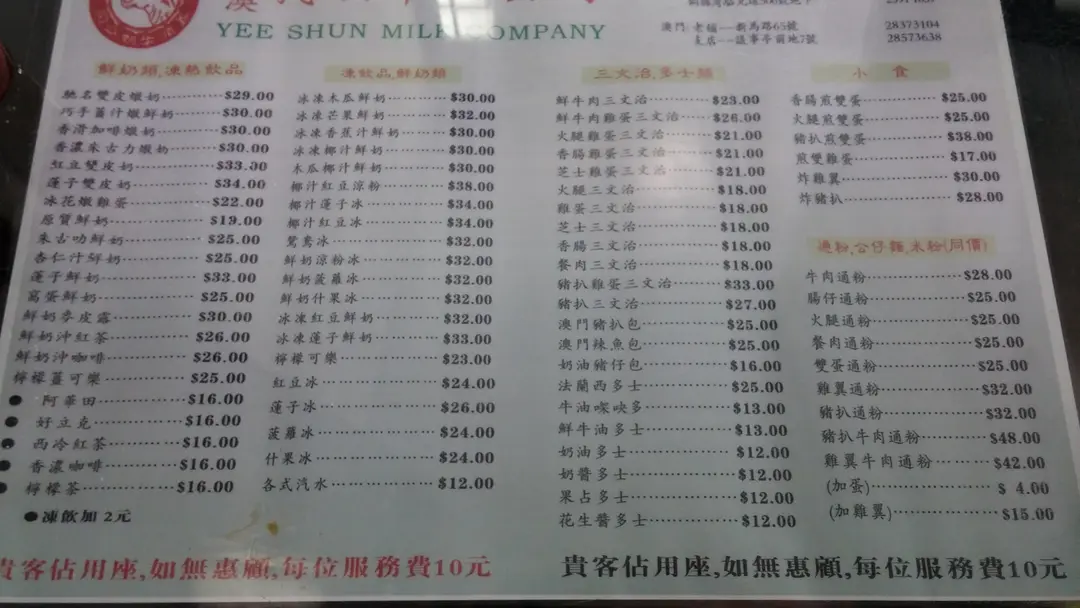 YEE SHUN MILK COMPANY
澳門:老舖---新馬路65號 28373104
支店---議事亭前地7號 28573638
鮮奶類,凍熱飲品
馳名雙皮嫩奶 $29.00
巧手薑汁嫩鮮奶 $30.00
香滑加啡嫩奶 $30.00
香濃朱古力嫩奶 $30.00
紅豆雙皮奶 $33.00
蓮子雙皮奶 $34.00
冰花嫩雞蛋 $22.00
原質鮮奶 $19.00
朱古叻鮮奶 $25.00
杏仁汁鮮奶 $25.00
蓮子鮮奶 $33.00
窩蛋鮮奶 $25.00
鮮奶麥皮露 $30.00
鮮奶沖紅茶 $26.00
鮮奶沖咖啡 $26.00
檸檬薑可樂 $25.00
● 阿華田 $16.00
● 好立克 $16.00
● 西冷紅茶 $16.00
● 香濃咖啡 $16.00
● 檸檬茶 $16.00
●凍飲加 2元
凍飲品,鮮奶類
冰凍木瓜鮮奶 $30.00
冰凍芒果鮮奶 $32.00
冰凍香蕉汁鮮奶 $30.00
冰凍椰汁鮮奶 $30.00
木瓜椰汁鮮奶 $30.00
椰汁紅豆涼粉 $38.00
椰汁蓮子冰 $34.00
椰汁紅豆冰 $34.00
鴛鴦冰 $32.00
鮮奶涼粉冰 $32.00
鮮奶菠蘿冰 $32.00
鮮奶什果冰 $32.00
冰凍紅豆鮮奶 $32.00
冰凍蓮子鮮奶 $33.00
檸檬可樂 $23.00
紅豆冰 $24.00
蓮子冰 $26.00
菠蘿冰 $24.00
什果冰 $24.00
各式汽水 $12.00
三文治,多士類
鮮牛肉三文治 $23.00
鮮牛肉雞蛋三文治 $26.00
火腿雞蛋三文治 $21.00
香腸雞蛋三文治 $21.00
芝士雞蛋三文治 $21.00
火腿三文治 $18.00
雞蛋三文治 $18.00
芝士三文治 $18.00
香腸三文治 $18.00
餐肉三文治 $18.00
豬扒雞蛋三文治 $33.00
豬扒三文治 $27.00
澳門豬扒包 $25.00
澳門辣魚包 $25.00
奶油豬仔包 $16.00
法蘭西多士 $25.00
牛油㗎央多 $13.00
鮮牛油多士 $13.00
奶油多士 $12.00
奶醬多士 $12.00
果占多士 $12.00
花生醬多士 $12.00
小 食
香腸煎雙蛋 $25.00
火腿煎雙蛋 $25.00
豬扒煎雙蛋 $38.00
煎雙雞蛋 $17.00
炸雞翼 $30.00
炸豬扒 $28.00
通粉,公仔麵,米粉(同價)
牛肉通粉 $28.00
腸仔通粉 $25.00
火腿通粉 $25.00
餐肉通粉 $25.00
雙蛋通粉 $25.00
雞翼通粉 $32.00
豬扒通粉 $32.00
豬扒牛肉通粉 $48.00
雞翼牛肉通粉 $42.00
(加蛋) $ 4.00
(加雞翼) $15.00
貴客佔用座,如無惠顧,每位服務費10元
貴客佔用座,如無惠顧,每位服務費10元